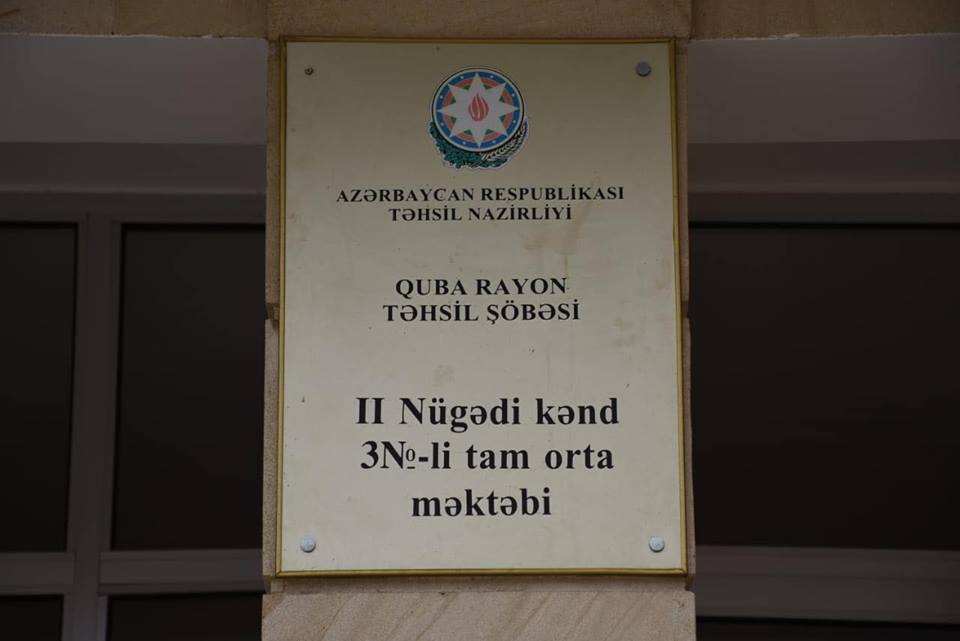 AZƏRBAYCAN RESPUBLİKASI
TƏHSİL NAZİRLİYİ
QUBA RAYON
TƏHSİL ŞÖBƏSİ
II Nügədi kənd
3№-li tam orta
məktəbi